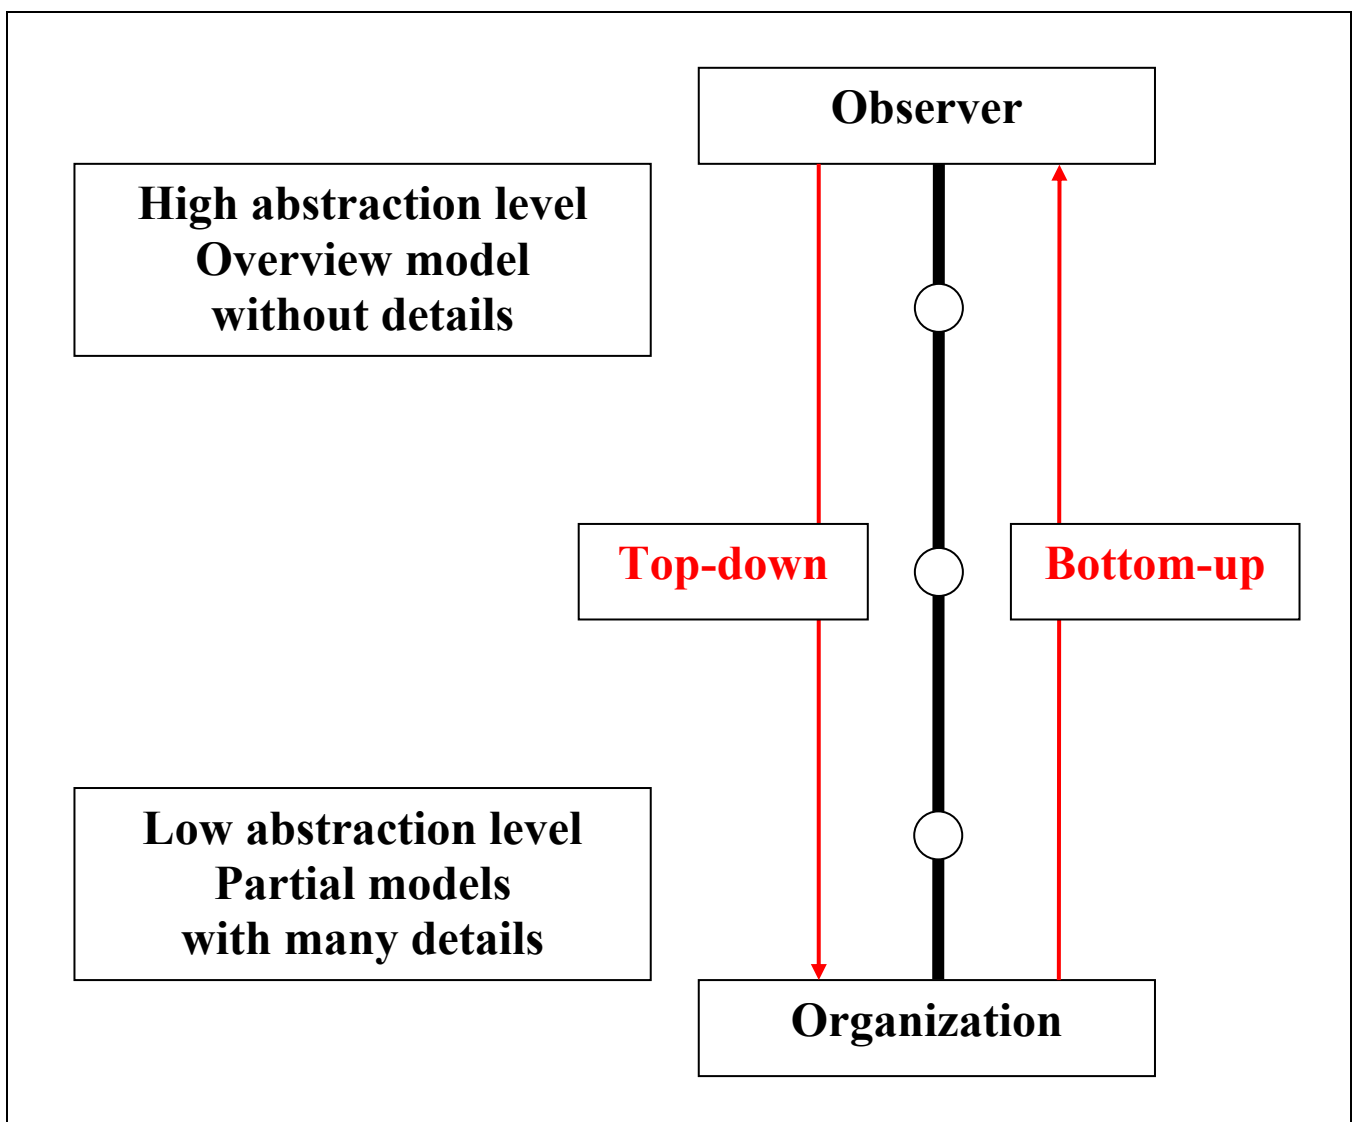 Observer
High abstraction level
Overview model
without details
Top-down
Bottom-up
Low abstraction level
Partial models
with many details
Organization